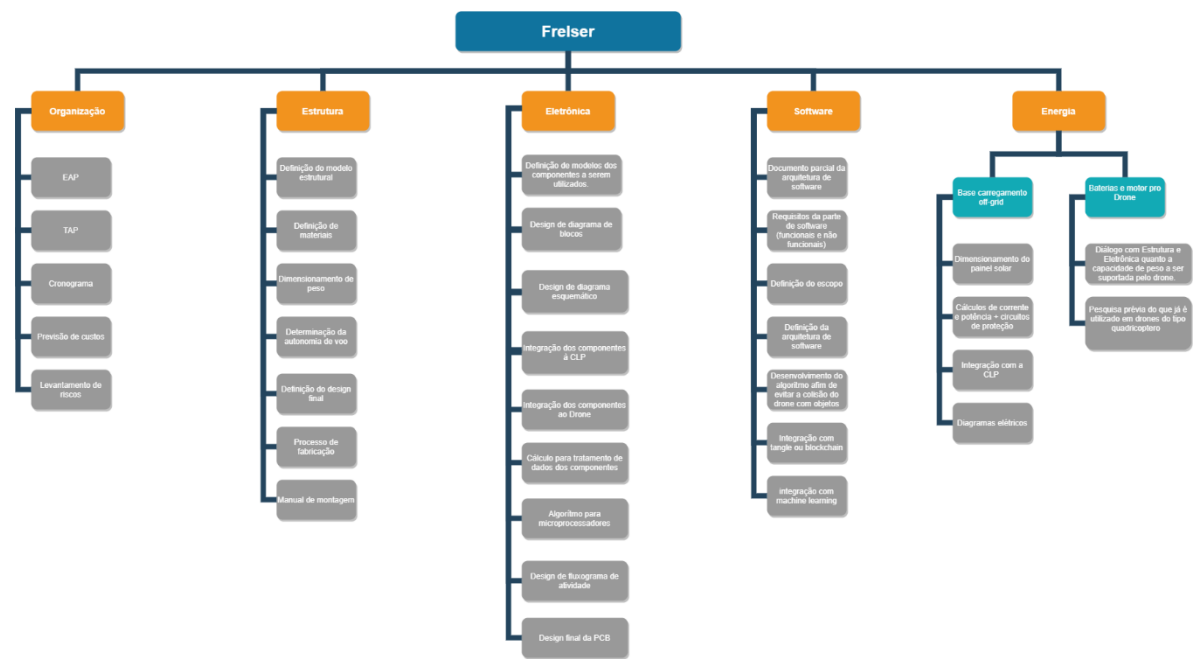 Frelser
Organização
EAP
TAP
Cronograma
Previsão de custos
Levantamento de
riscos
Estrutura
Definição de modelo
estrutural
Definição de
materiais
Dimensionamento de
peso
Determinação da
autonomia de voo
Definição do design
final
Processo de
fabricação
Manual de montagem
Eletrônica
Definição de modelos dos
componentes a serem
utilizados.
Design de diagrama de
blocos
Design de diagrama
esquemático
Integração dos componentes
á CLP
Integração dos componentes
ao Drone
Cálculo para tratamento de
dados dos componentes
Algoritmo para
microprocessadores
Design de fluxograma de
atividade
Design final da PCB
Software
Documento parcial da
arquitetura de
software
Requisitos da parte
de software
(funcionais e não
funcionais)
Definição do escopo
Definição da
arquitetura de
software
Desenvolvimento do
algoritmo afim de
evitar a colisão do
drone com objetos
Integração com
tangle ou blockchain
integração com
machine learning
Energia
Base carregamento
off-grid
Dimensionamento do
painel solar
Cálculos de corrente
e potência + circuitos
de proteção
Integração com a
CLP
Diagramas elétricos
Baterias e motor pro
Drone
Diálogo com Estrutura e
Eletrônica quanto a
capacidade de peso a ser
suportada pelo drone.
Pesquisa prévia do que já é
utilizado em drones do tipo
quadricoptero